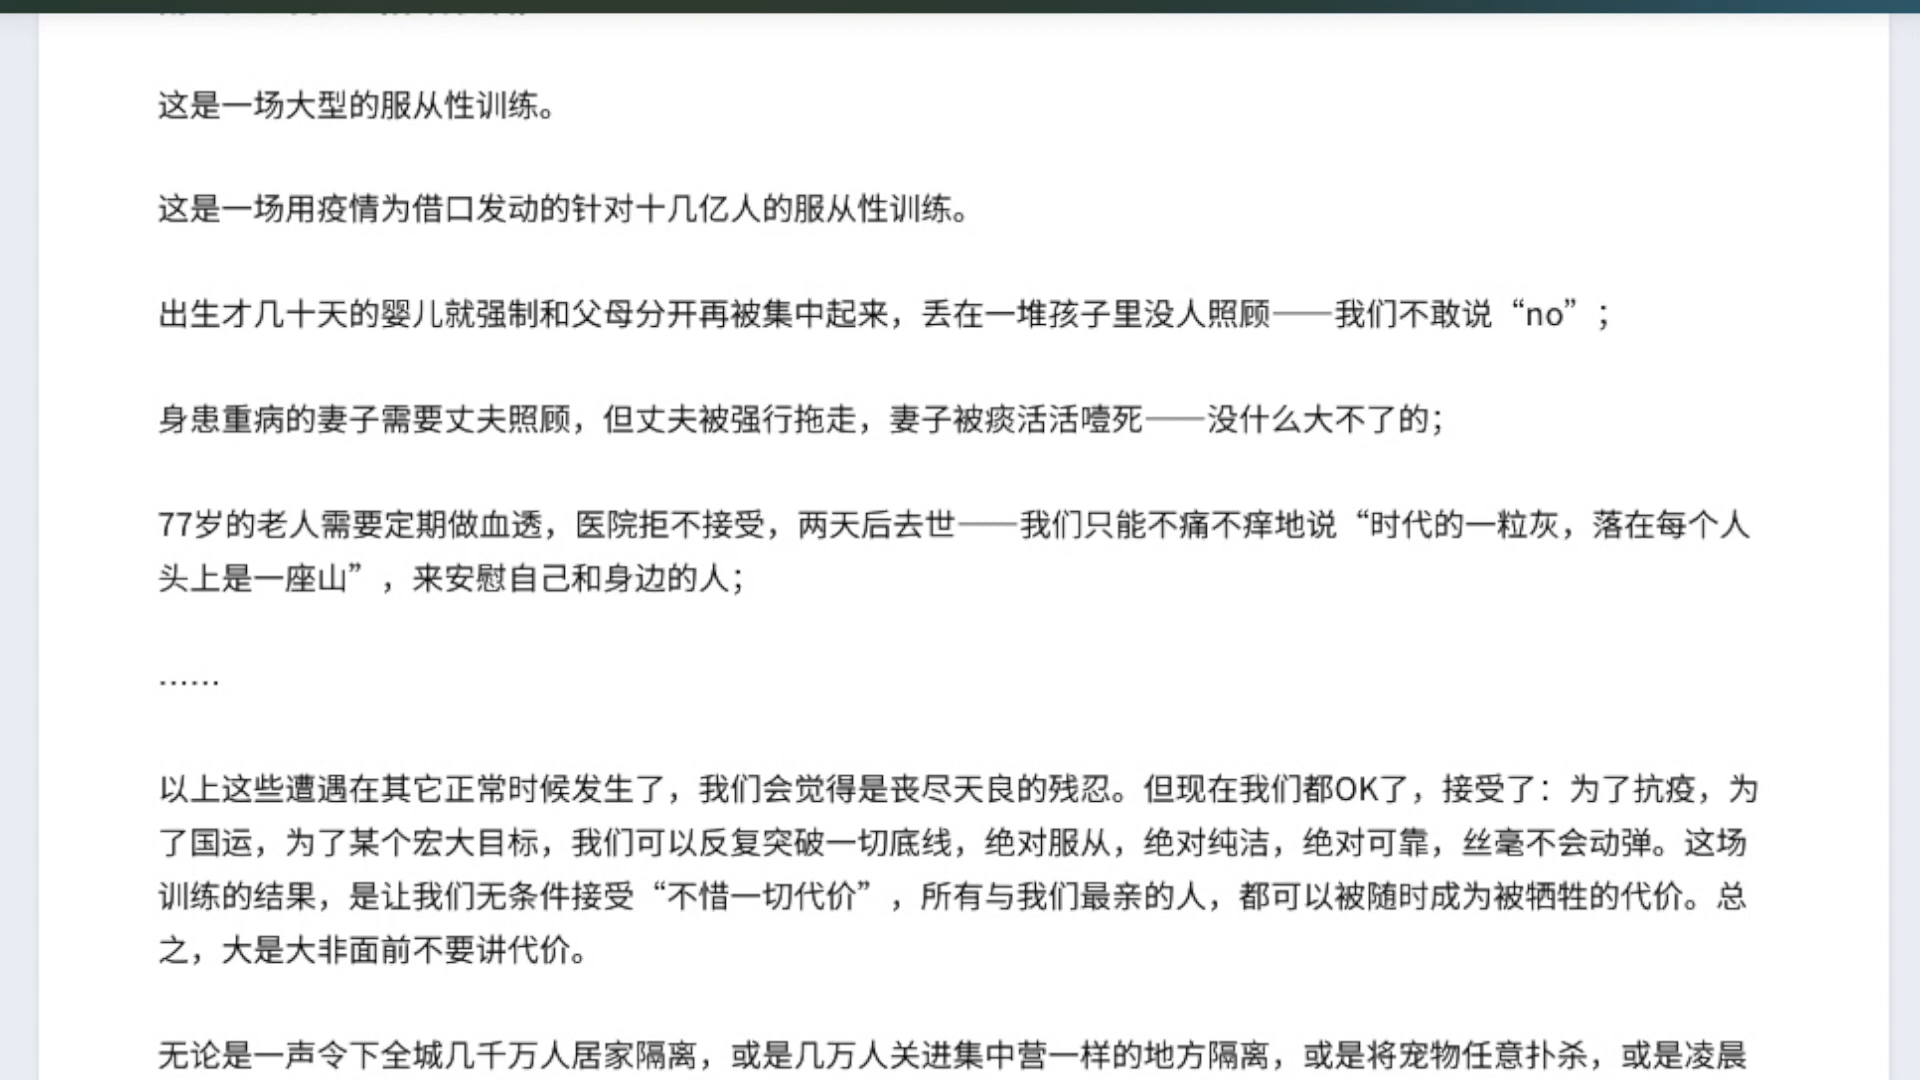 这是一场大型的服从性训练。
这是一场用疫情为借口发动的针对十几亿人的服从性训练。
出生才几十天的婴儿就强制和父母分开再被集中起来，丢在一堆孩子里没人照顾——我们不敢说“no”；
身患重病的妻子需要丈夫照顾，但丈夫被强行拖走，妻子被痰活活噎死——没什么大不了的；
77岁的老人需要定期做血透，医院拒不接受，两天后去世——我们只能不痛不痒地说“时代的一粒灰，落在每个人
头上是一座山”，来安慰自己和身边的人；
……
以上这些遭遇在其它正常时候发生了，我们会觉得是丧尽天良的残忍。但现在我们都OK了，接受了：为了抗疫，为
了国运，为了某个宏大目标，我们可以反复突破一切底线，绝对服从，绝对纯洁，绝对可靠，丝毫不会动弹。这场
训练的结果，是让我们无条件接受“不惜一切代价”，所有与我们最亲的人，都可以被随时成为被牺牲的代价。总
之，大是大非面前不要讲代价。
无论是一声令下全城几千万人居家隔离，或是几万人关进集中营一样的地方隔离，或是将宠物任意扑杀，或是凌晨